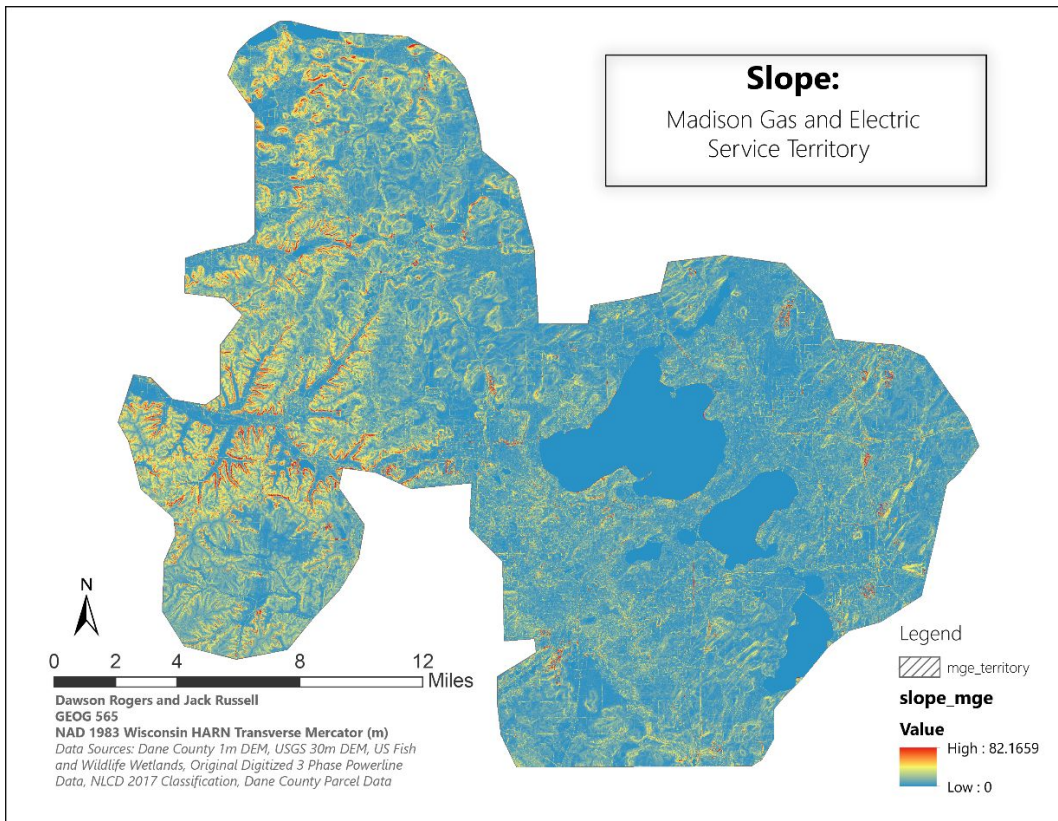 Slope:
Madison Gas and Electric
Service Territory
N
0 2 4 8 12
Miles
Dawson Rogers and Jack Russell
GEOG 565
NAD 1983 Wisconsin HARN Transverse Mercator (m)
Data Sources: Dane County 1m DEM, USGS 30m DEM, US Fish
and Wildlife Wetlands, Original Digitized 3 Phase Powerline
Data, NLCD 2017 Classification, Dane County Parcel Data
Legend
mge_territory
slope_mge
Value
High : 82.1659
Low : 0